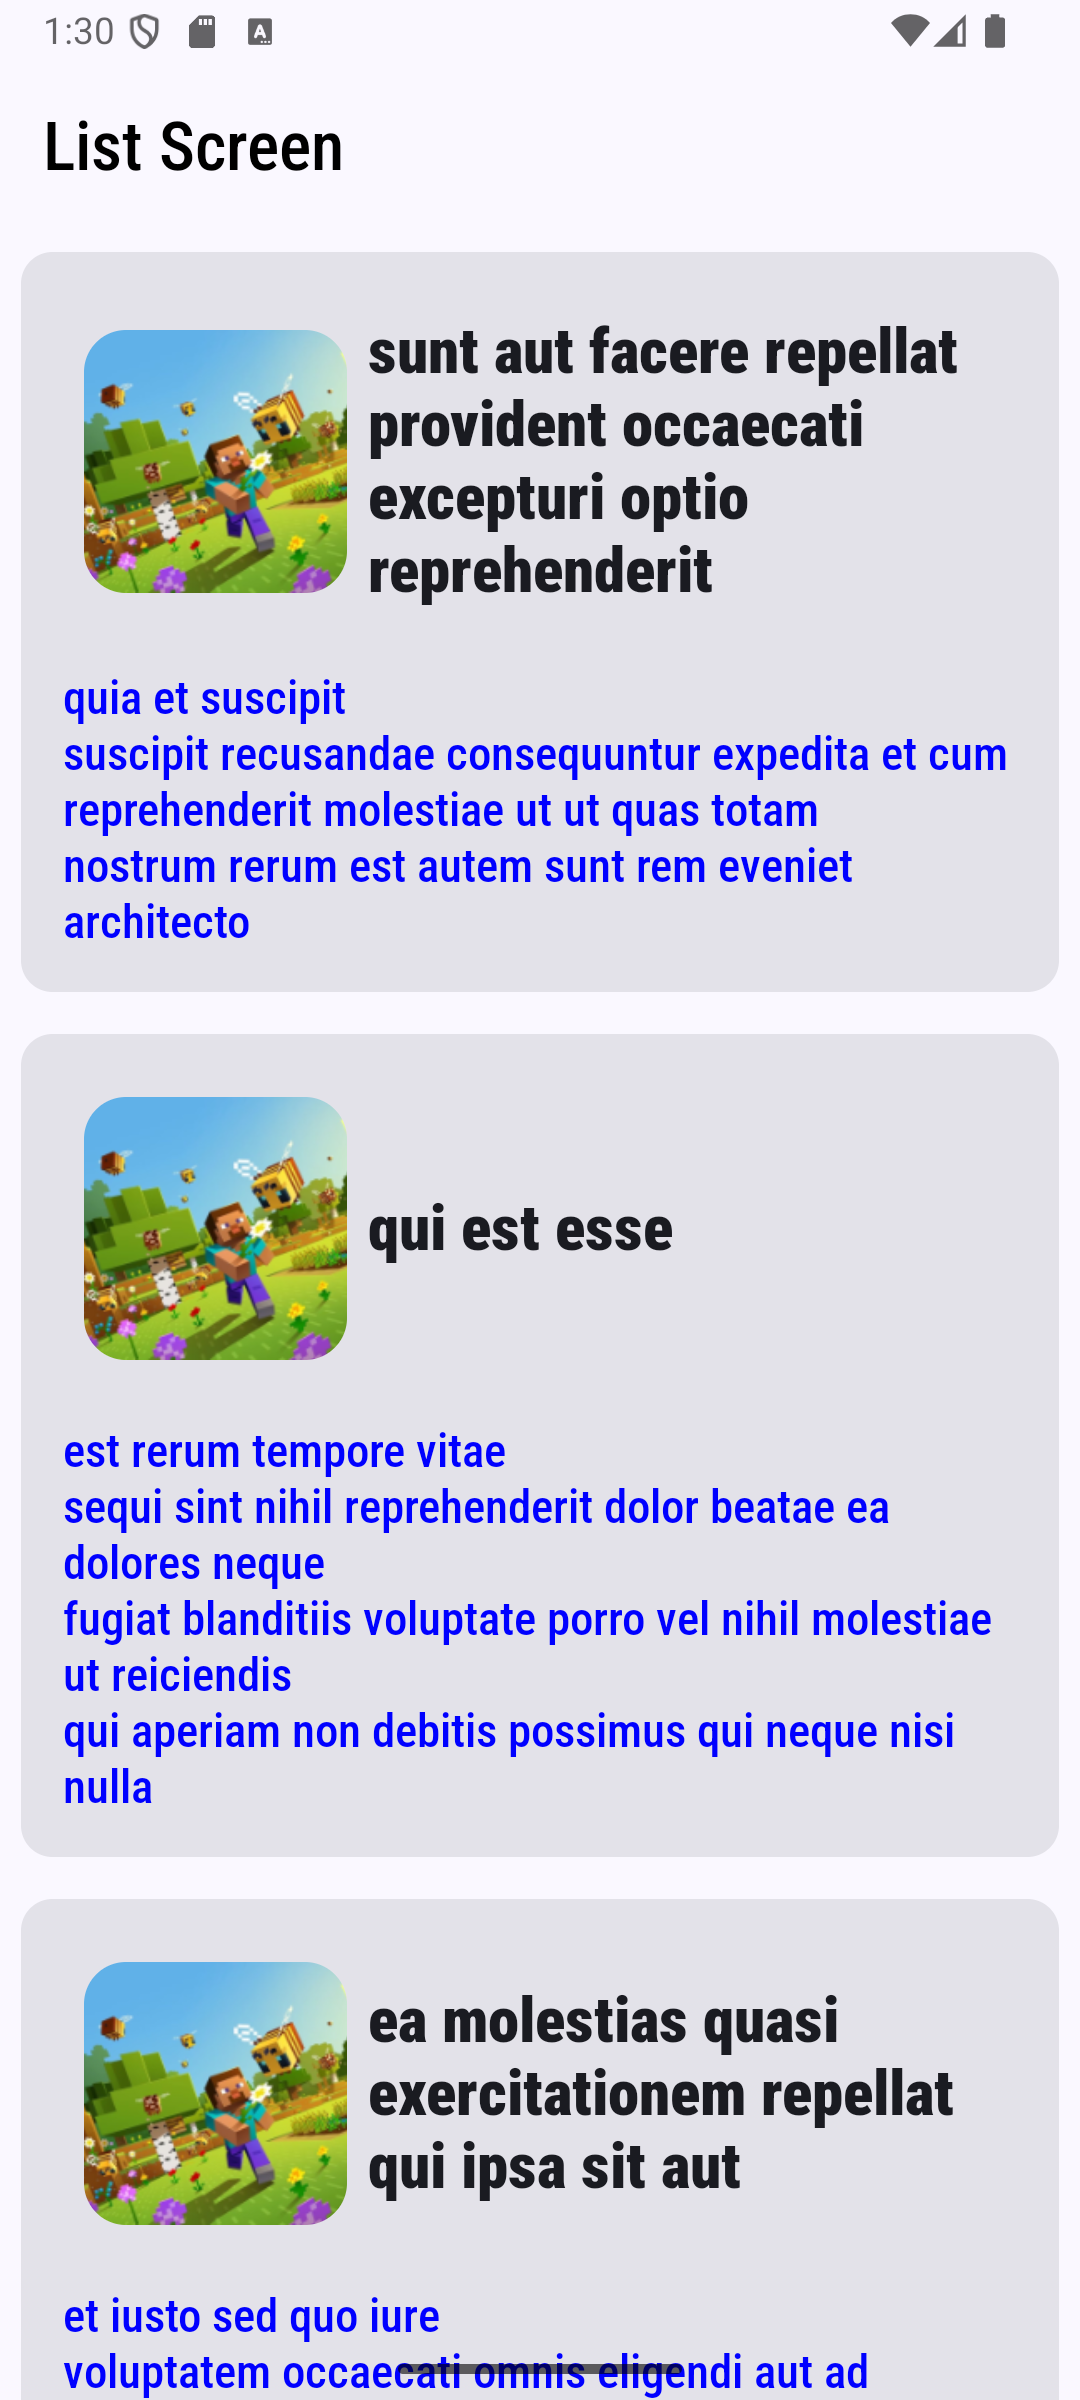 1:30
List Screen
sunt aut facere repellat
provident occaecati
excepturi optio
reprehenderit
quia et suscipit
suscipit recusandae consequuntur expedita et cum
reprehenderit molestiae ut ut quas totam
nostrum rerum est autem sunt rem eveniet
architecto
qui est esse
est rerum tempore vitae
sequi sint nihil reprehenderit dolor beatae ea
dolores neque
fugiat blanditiis voluptate porro vel nihil molestiae
ut reiciendis
qui aperiam non debitis possimus qui neque nisi
nulla
ea molestias quasi
exercitationem repellat
qui ipsa sit aut
et iusto sed quo iure
voluptatem occaecati omnis eligendi aut ad